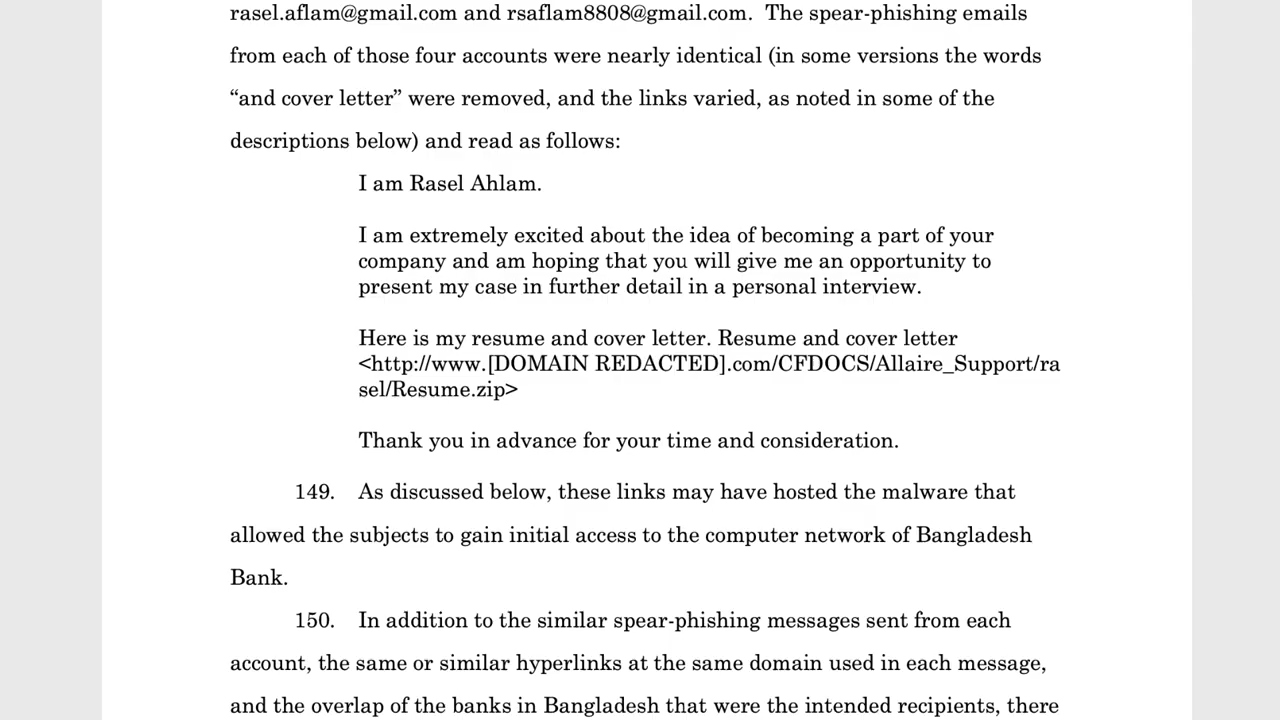 rasel.aflam@gmail.com and rsaflam8808@gmail.com.  The spear-phishing emails
from each of those four accounts were nearly identical (in some versions the words
“and cover letter” were removed, and the links varied, as noted in some of the
descriptions below) and read as follows:
I am Rasel Ahlam.
I am extremely excited about the idea of becoming a part of your
company and am hoping that you will give me an opportunity to
present my case in further detail in a personal interview.
Here is my resume and cover letter. Resume and cover letter
<http://www.[DOMAIN REDACTED].com/CFDOCS/Allaire_Support/ra
sel/Resume.zip>
Thank you in advance for your time and consideration.
149. As discussed below, these links may have hosted the malware that
allowed the subjects to gain initial access to the computer network of Bangladesh
Bank.
150. In addition to the similar spear-phishing messages sent from each
account, the same or similar hyperlinks at the same domain used in each message,
and the overlap of the banks in Bangladesh that were the intended recipients, there